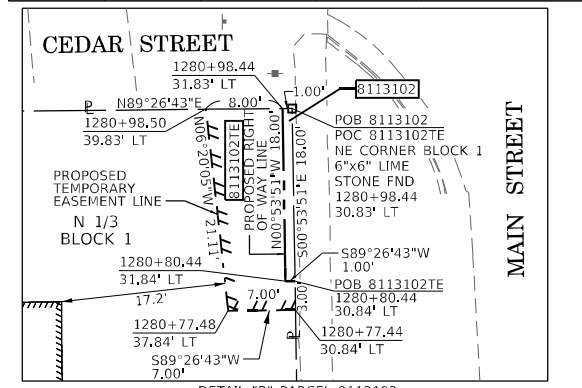 CEDAR STREET
1280+98.44
31.83' LT
1.00'
8113102
P
N89°26'43"E 8.00'
1280+98.50
39.83' LT
POB 8113102
POC 8113102TE
NE CORNER BLOCK 1
6"x6" LIME
STONE FND
1280+98.44
30.83' LT
MAIN STREET
N06°20'05"W 21.11'
8113102TE
PROPOSED RIGHT
OF WAY LINE
N00°53'51"W 18.00'
S00°53'51"E 18.00'
PROPOSED
TEMPORARY
EASEMENT LINE
N 1/3
BLOCK 1
S89°26'43"W
1.00'
1280+80.44
31.84' LT
POB 8113102TE
1280+80.44
30.84' LT
17.2'
7.00'
3.00'
1280+77.48
37.84' LT
1280+77.44
30.84' LT
P
S89°26'43"W
7.00'